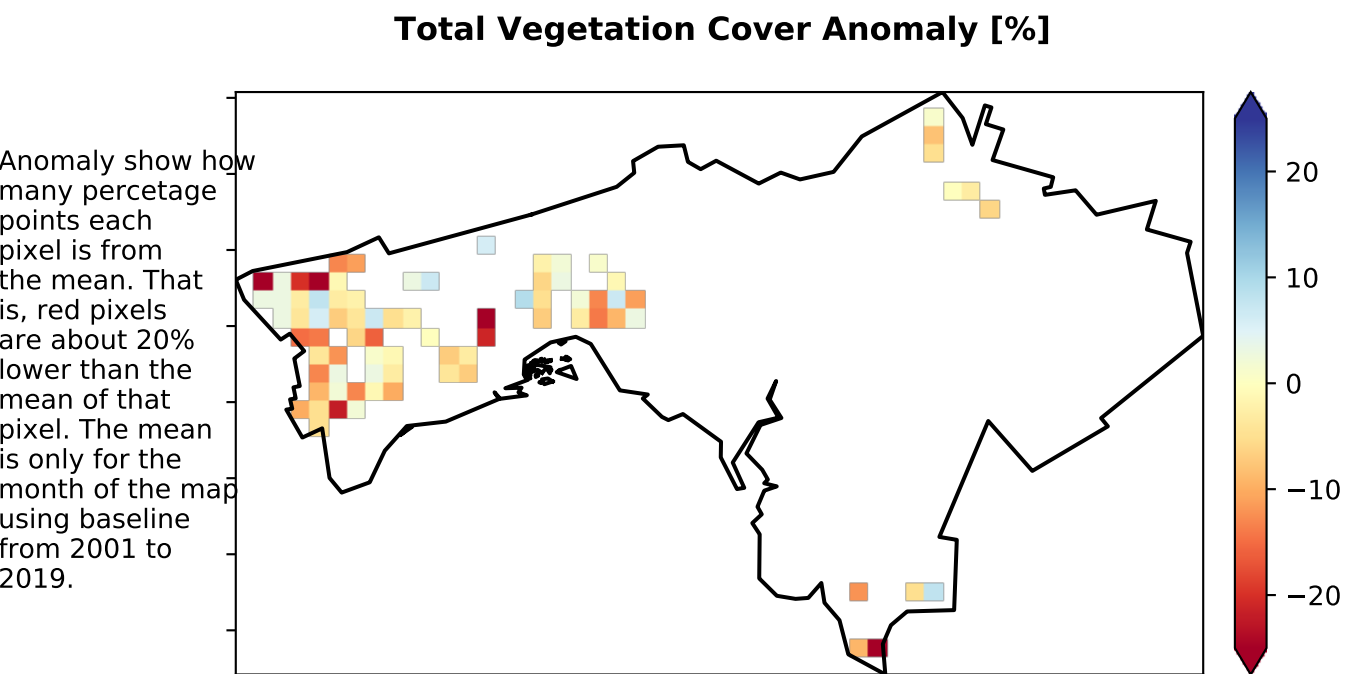 Total Vegetation Cover Anomaly [%]
Anomaly show how
many percetage
points each
pixel is from
the mean. That
is, red pixels
are about 20%
lower than the
mean of that
pixel. The mean
is only for the
month of the map
using baseline
from 2001 to
2019.
20
10
0
−10
−20